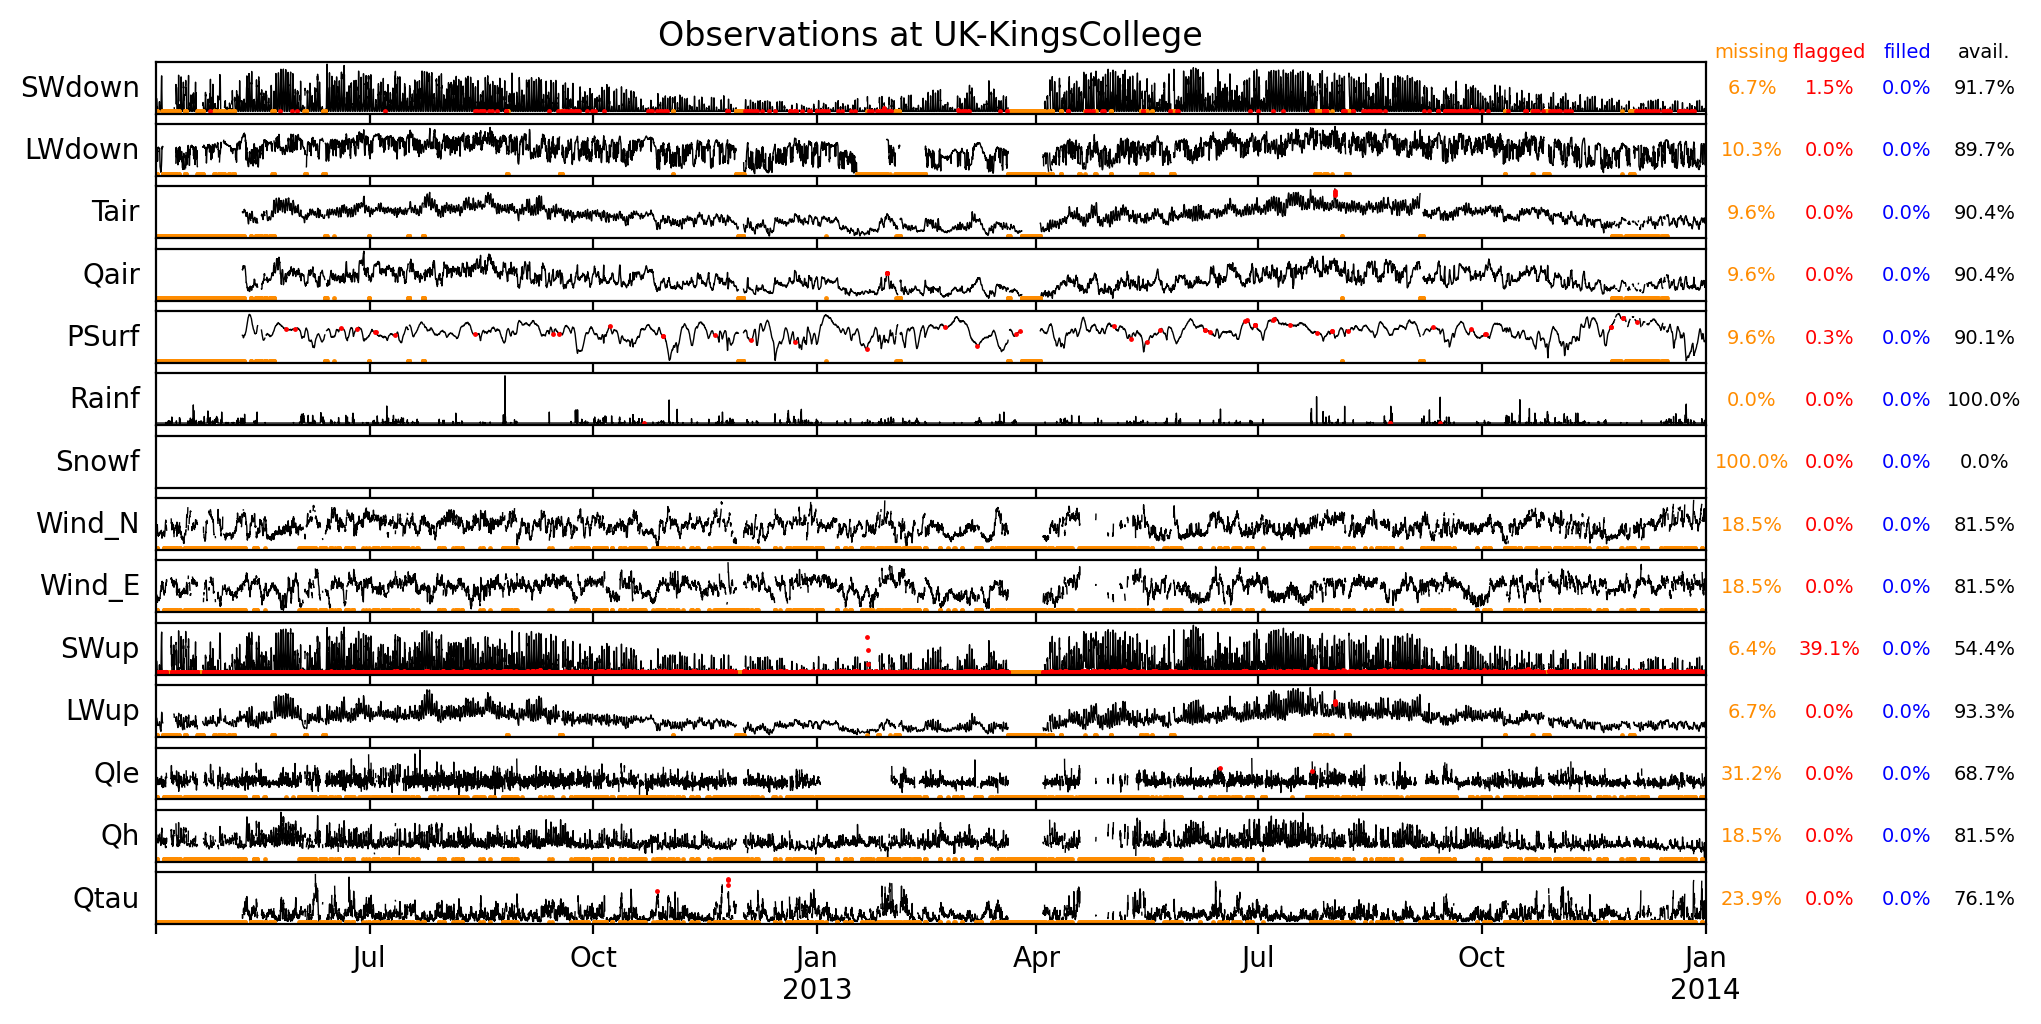 Observations at UK-KingsCollege
missing flagged filled avail.
SWdown 6.7% 1.5% 0.0% 91.7%
LWdown 10.3% 0.0% 0.0% 89.7%
Tair 9.6% 0.0% 0.0% 90.4%
Qair 9.6% 0.0% 0.0% 90.4%
PSurf 9.6% 0.3% 0.0% 90.1%
Rainf 0.0% 0.0% 0.0% 100.0%
Snowf 100.0% 0.0% 0.0% 0.0%
Wind_N 18.5% 0.0% 0.0% 81.5%
Wind_E 18.5% 0.0% 0.0% 81.5%
SWup 6.4% 39.1% 0.0% 54.4%
LWup 6.7% 0.0% 0.0% 93.3%
Qle 31.2% 0.0% 0.0% 68.7%
Qh 18.5% 0.0% 0.0% 81.5%
Qtau 23.9% 0.0% 0.0% 76.1%
Jul Oct Jan Apr Jul Oct Jan
2013 2014